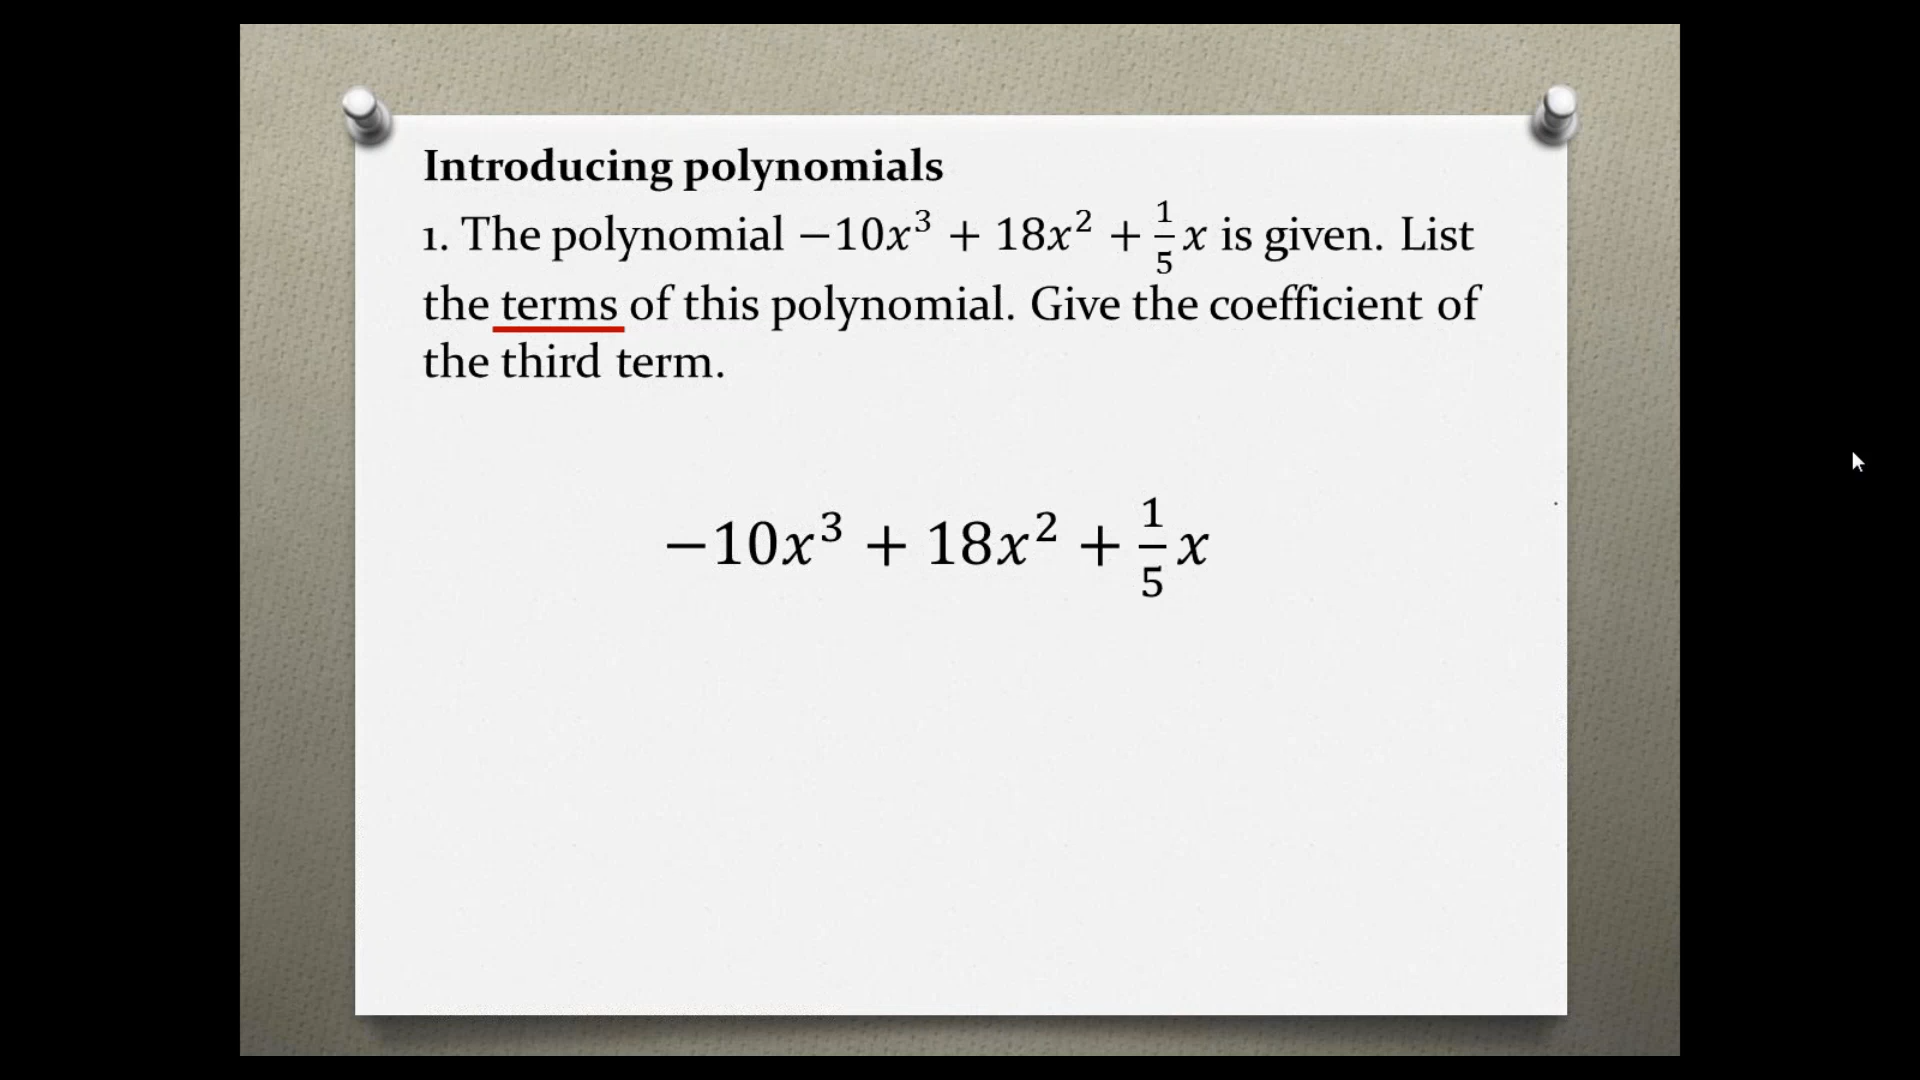 Introducing polynomials
1. The polynomial −10x³ + 18x² + 1/5 x is given. List
the terms of this polynomial. Give the coefficient of
the third term.
−10x³ + 18x² + 1/5 x